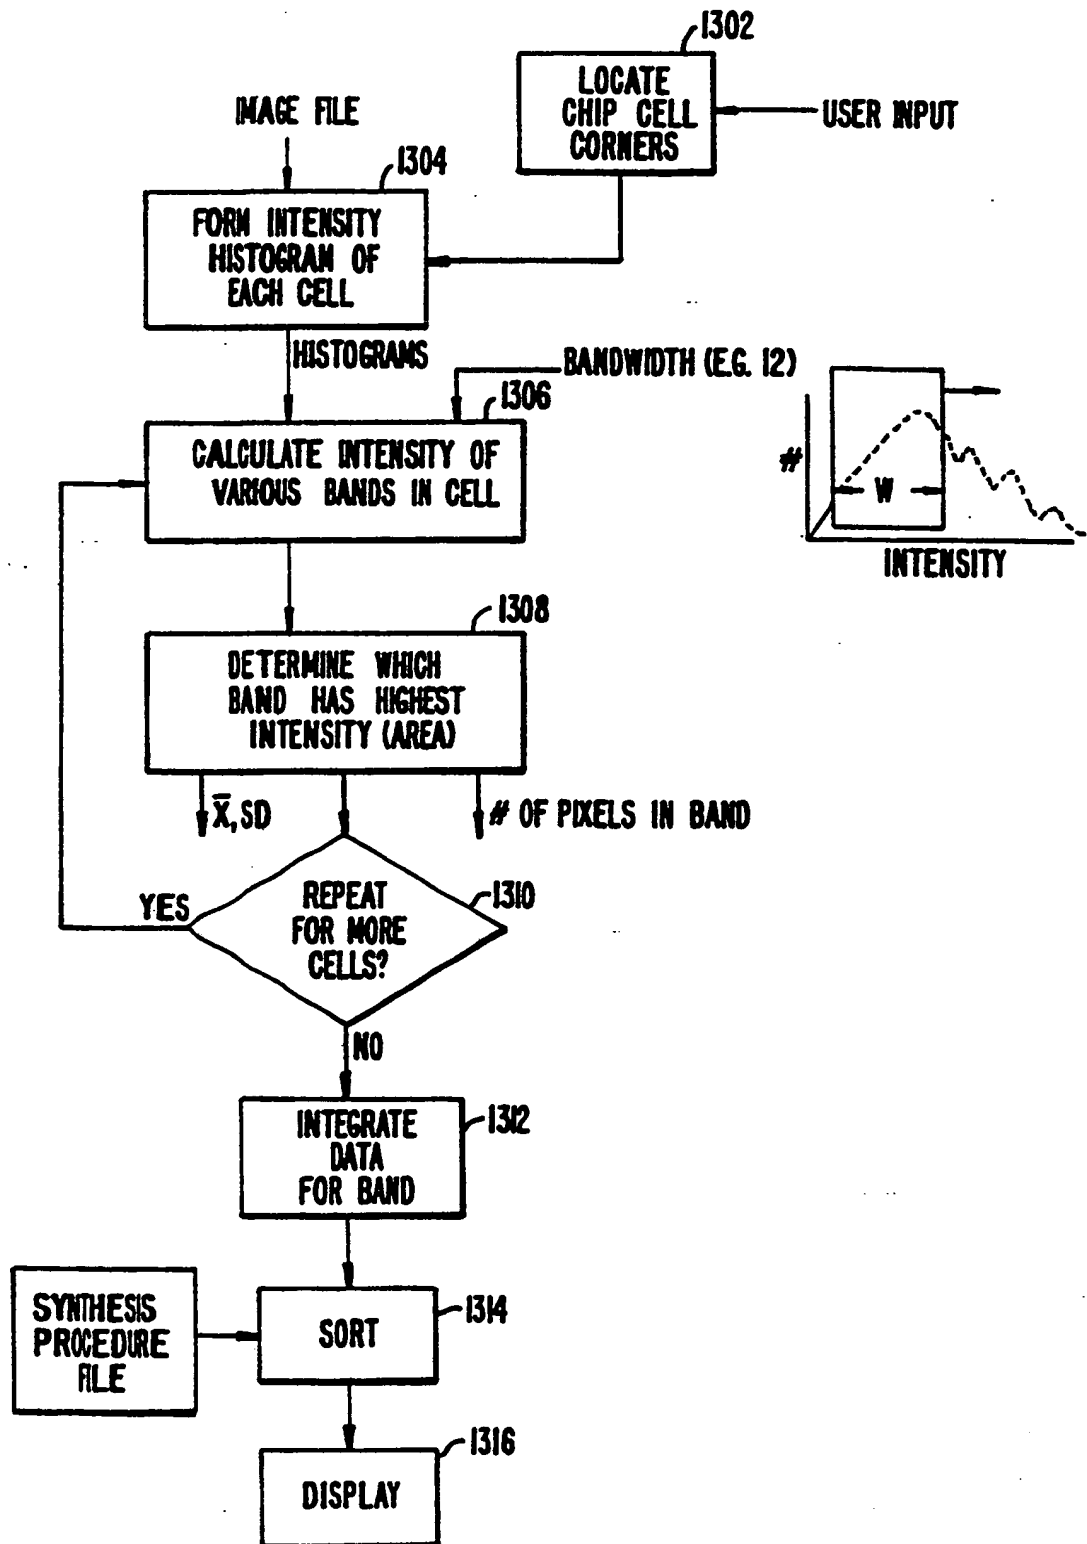 1302
LOCATE
CHIP CELL
CORNERS
USER INPUT
IMAGE FILE
1304
FORM INTENSITY
HISTOGRAM OF
EACH CELL
HISTOGRAMS
BANDWIDTH (E.G. 12)
1306
CALCULATE INTENSITY OF
VARIOUS BANDS IN CELL
#
W
INTENSITY
1308
DETERMINE WHICH
BAND HAS HIGHEST
INTENSITY (AREA)
X̅, SD
# OF PIXELS IN BAND
1310
REPEAT
FOR MORE
CELLS?
YES
NO
1312
INTEGRATE
DATA
FOR BAND
SYNTHESIS
PROCEDURE
FILE
1314
SORT
1316
DISPLAY